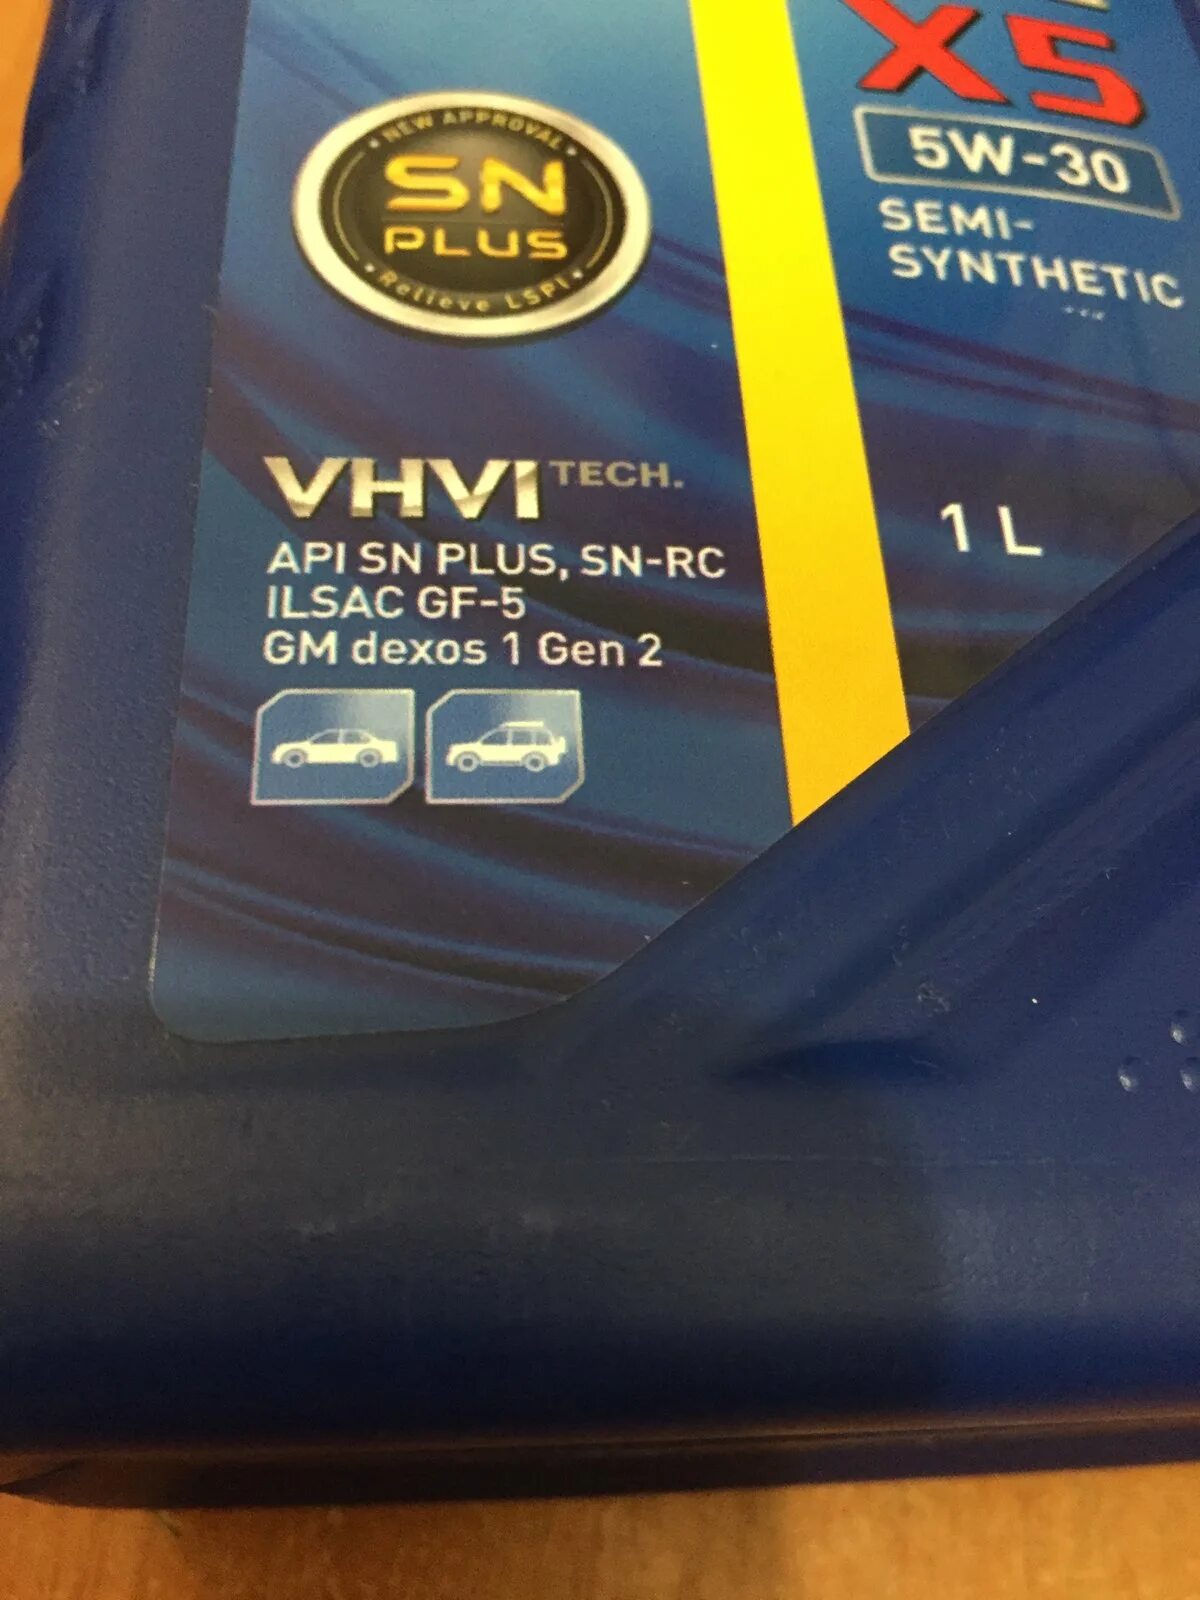 X5
5W-30
SEMI-
SYNTHETIC
NEW APPROVAL
SN
PLUS
Relieve LSPI
VHVI TECH.
1 L
API SN PLUS, SN-RC
ILSAC GF-5
GM dexos 1 Gen 2